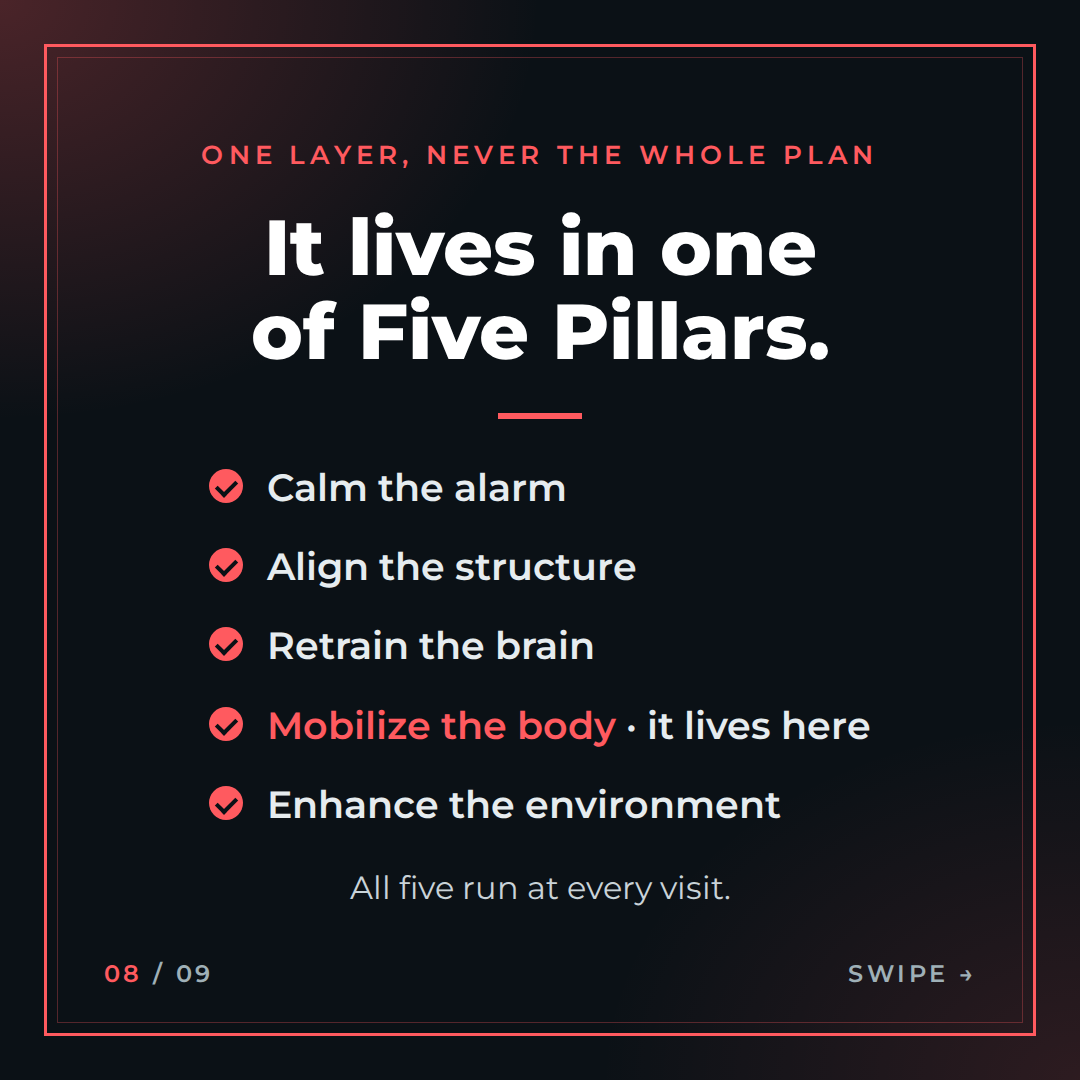 ONE LAYER, NEVER THE WHOLE PLAN
It lives in one
of Five Pillars.
Calm the alarm
Align the structure
Retrain the brain
Mobilize the body · it lives here
Enhance the environment
All five run at every visit.
08 / 09
SWIPE →